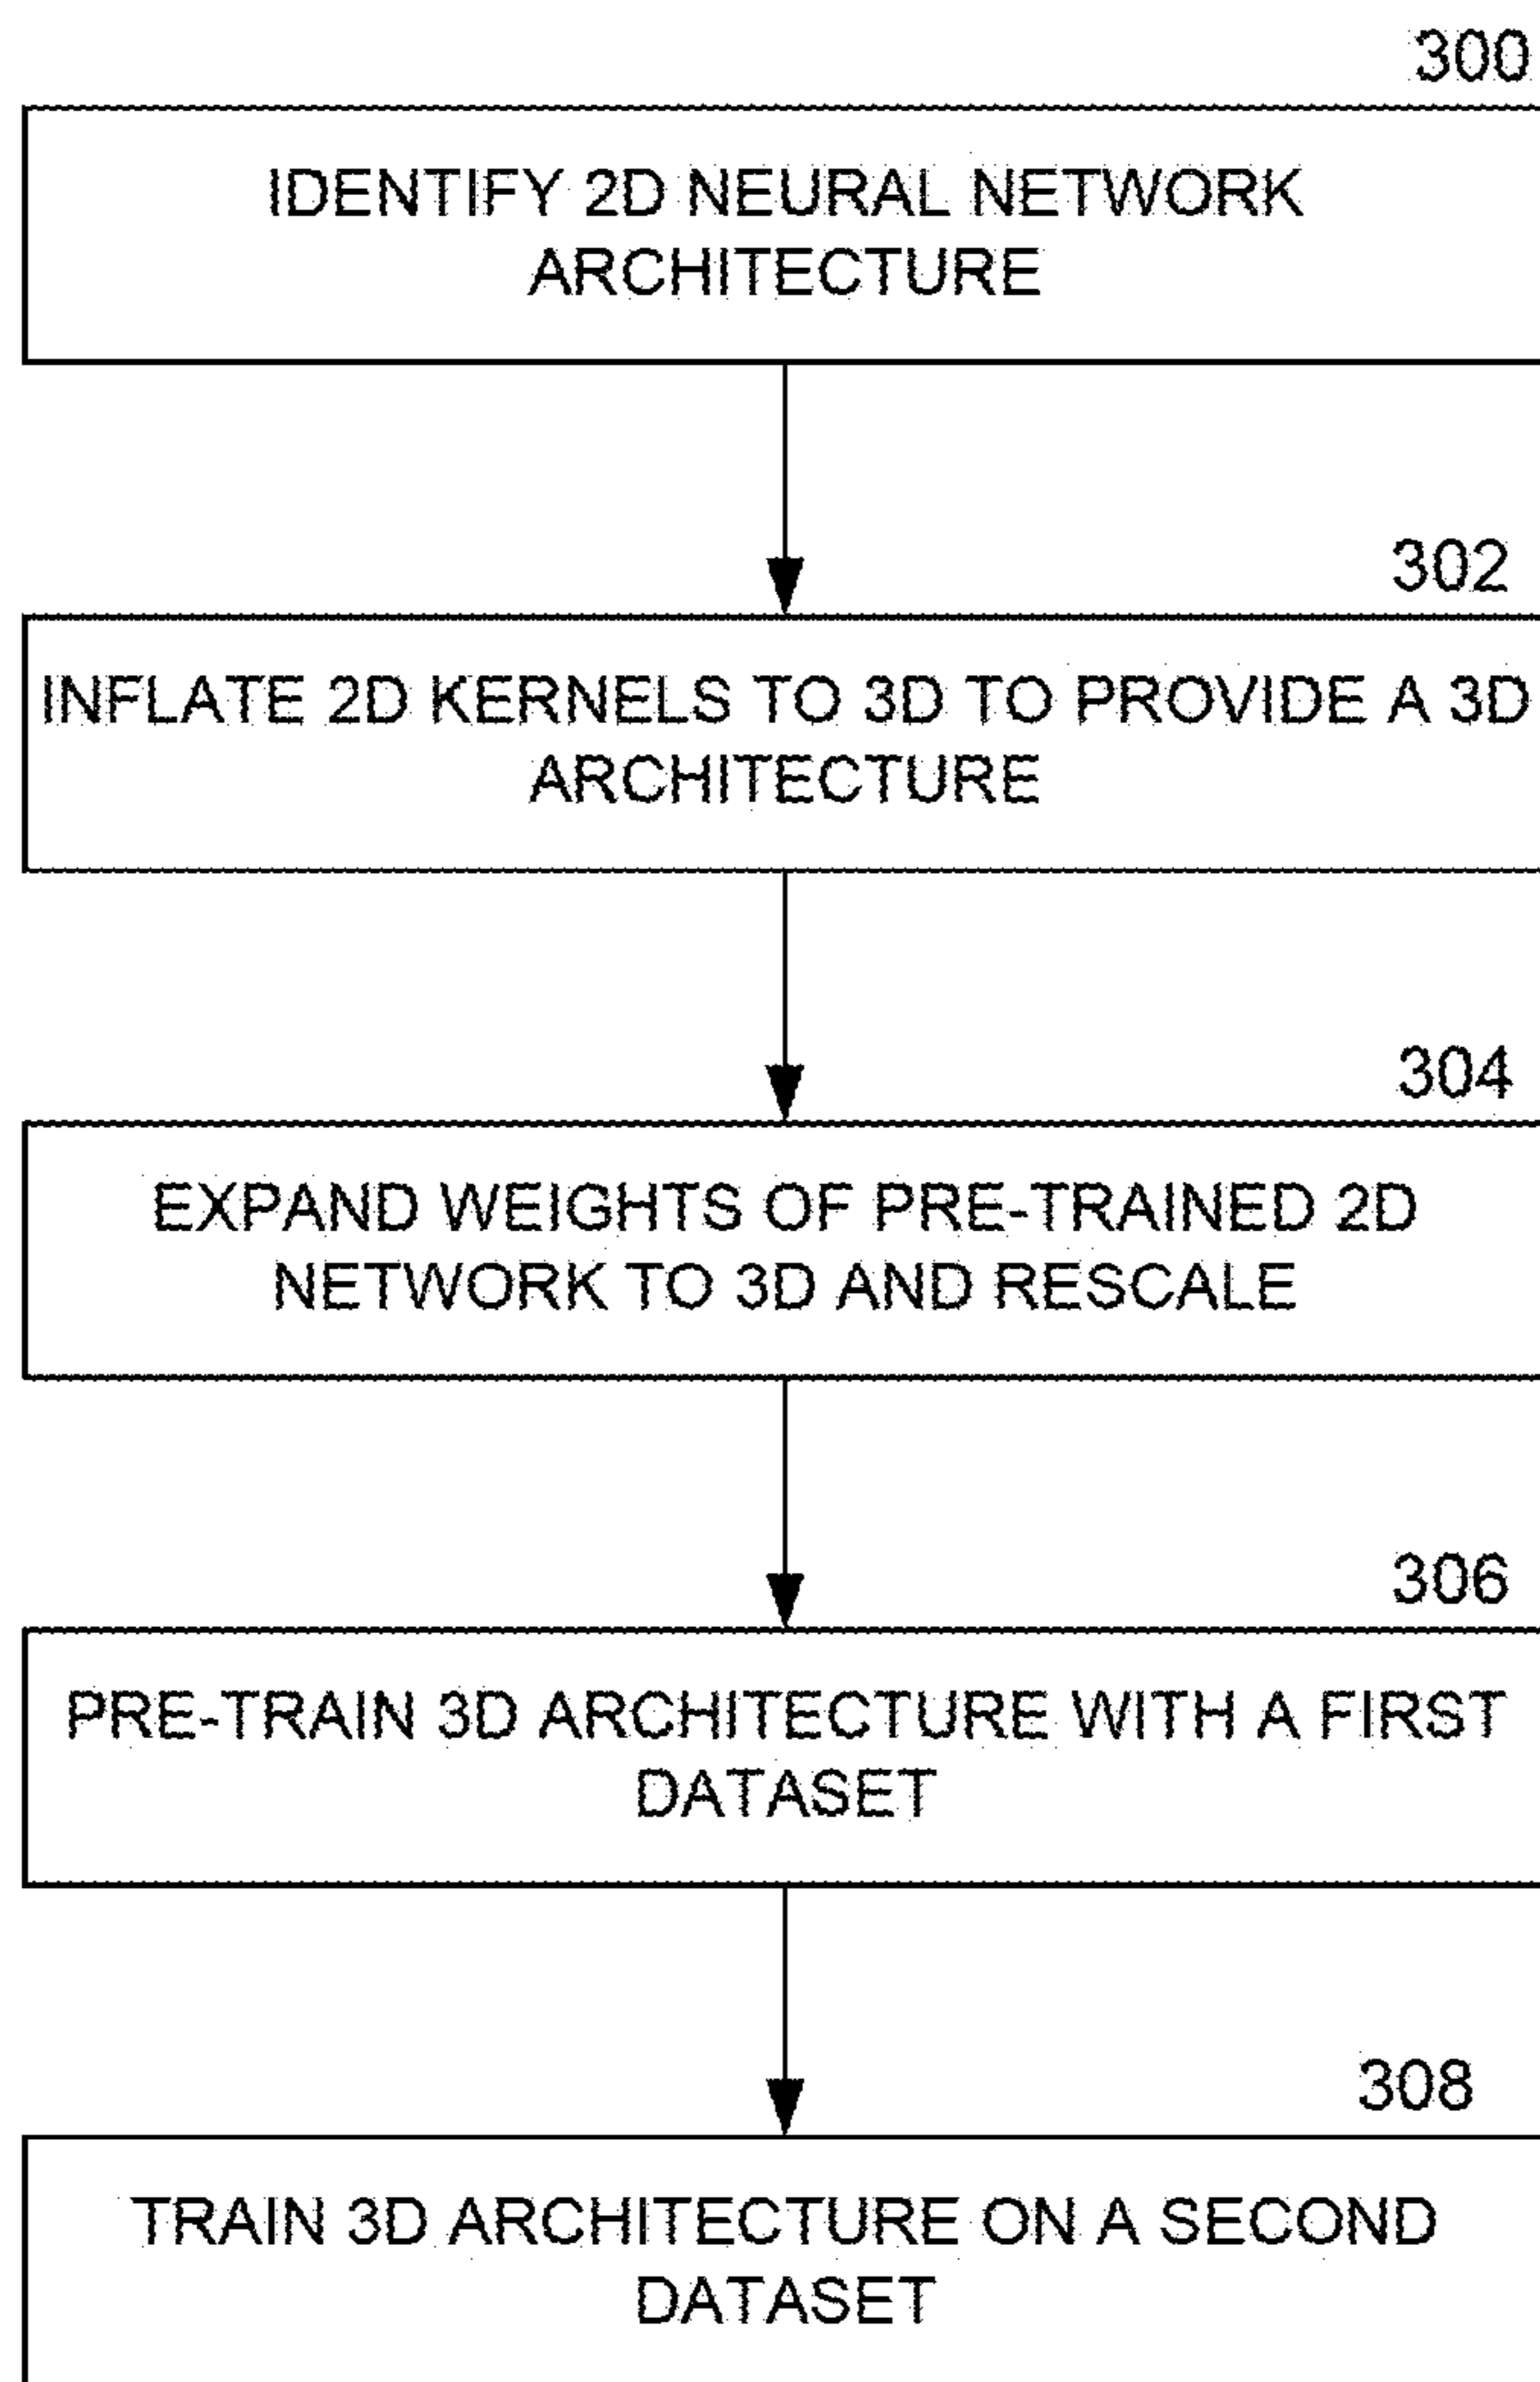 300
IDENTIFY 2D NEURAL NETWORK
ARCHITECTURE
302
INFLATE 2D KERNELS TO 3D TO PROVIDE A 3D
ARCHITECTURE
304
EXPAND WEIGHTS OF PRE-TRAINED 2D
NETWORK TO 3D AND RESCALE
306
PRE-TRAIN 3D ARCHITECTURE WITH A FIRST
DATASET
308
TRAIN 3D ARCHITECTURE ON A SECOND
DATASET